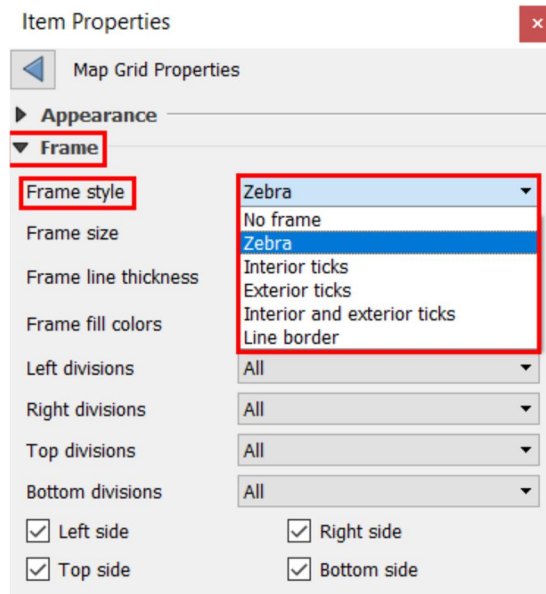 Item Properties
Map Grid Properties
Appearance
Frame
Frame style Zebra
No frame
Frame size Zebra
Interior ticks
Frame line thickness
Exterior ticks
Interior and exterior ticks
Frame fill colors
Line border
Left divisions All
Right divisions All
Top divisions All
Bottom divisions All
Left side Right side
Top side Bottom side